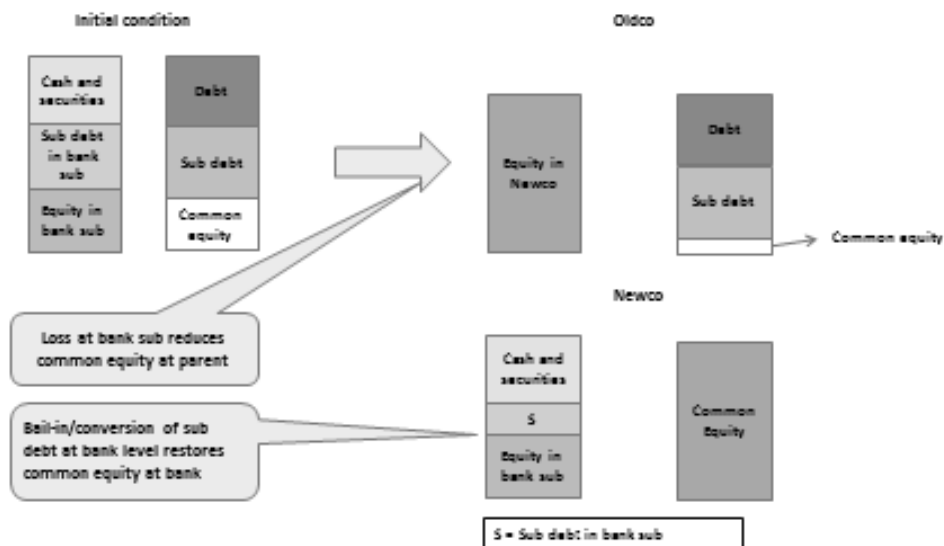 Initial condition
Oldco
Cash and
securities
Sub debt
in bank
sub
Equity in
bank sub
Debt
Sub debt
Common
equity
Equity in
Newco
Debt
Sub debt
Common equity
Loss at bank sub reduces
common equity at parent
Newco
Bail-in/conversion of sub
debt at bank level restores
common equity at bank
Cash and
securities
S
Equity in
bank sub
Common
Equity
S = Sub debt in bank sub